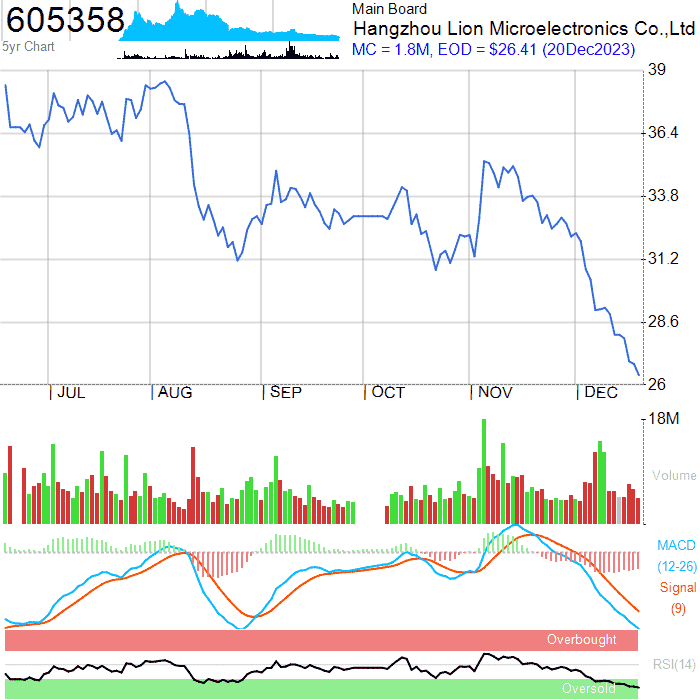 605358
5yr Chart
Main Board
Hangzhou Lion Microelectronics Co.,Ltd
MC = 1.8M, EOD = $26.41 (20Dec2023)
39
36.4
33.8
31.2
28.6
26
JUL
AUG
SEP
OCT
NOV
DEC
18M
Volume
MACD
(12-26)
Signal
(9)
Overbought
RSI(14)
Oversold